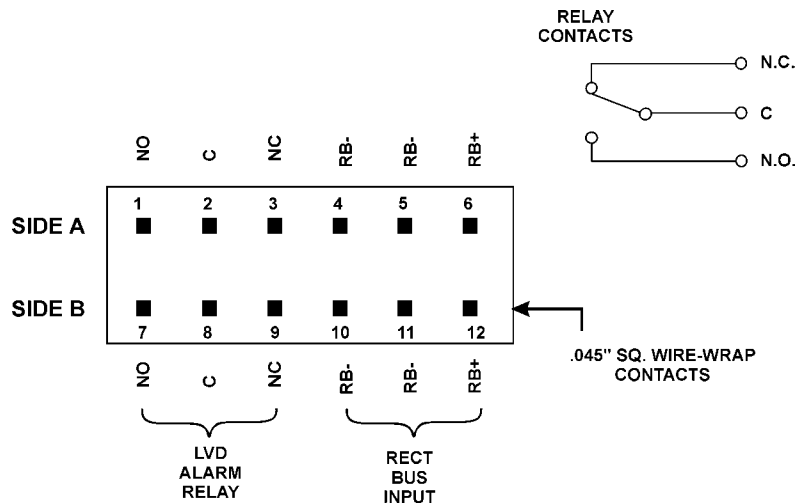 RELAY
CONTACTS
N.C.
C
N.O.
NO C NC RB- RB- RB+
1 2 3 4 5 6
SIDE A
SIDE B
7 8 9 10 11 12
NO C NC RB- RB- RB+
.045" SQ. WIRE-WRAP
CONTACTS
LVD
ALARM
RELAY
RECT
BUS
INPUT